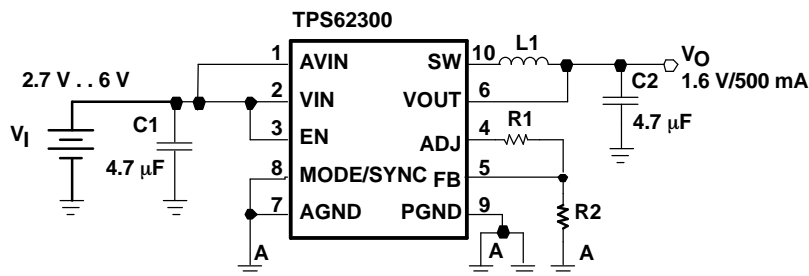 TPS62300
2.7 V . . 6 V
VI
C1
4.7 µF
1 AVIN
2 VIN
3 EN
8 MODE/SYNC
7 AGND
A
SW 10
VOUT 6
ADJ 4
FB 5
PGND 9
L1
R1
R2
A
A
C2
4.7 µF
VO
1.6 V/500 mA